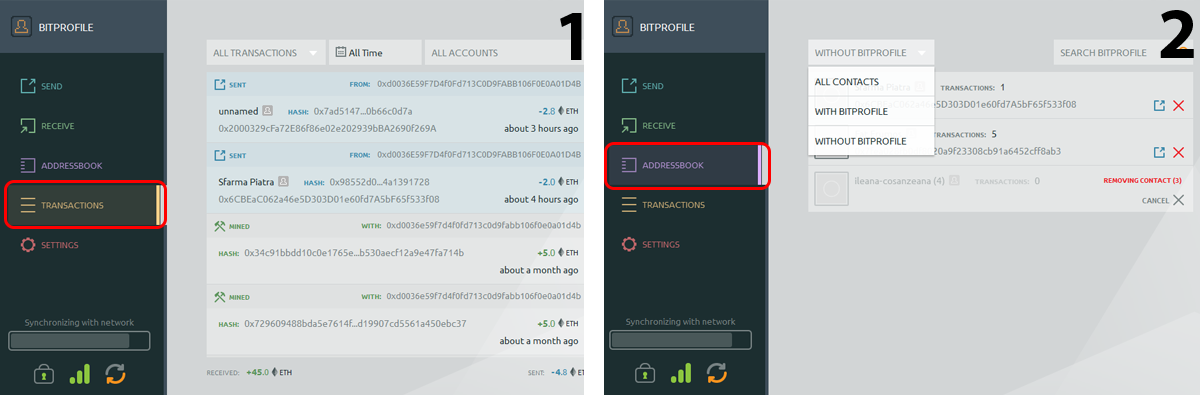 BITPROFILE
1
ALL TRANSACTIONS
All Time
ALL ACCOUNTS
SEND
RECEIVE
ADDRESSBOOK
TRANSACTIONS
SETTINGS
SENT FROM: 0xd0036E59F7D4f0Fd713C0D9FABB106F0E0A01D4B
unnamed HASH: 0x7ad5147...0b66c0d7a -2.8 ETH
0x2000329cFa72E86f86e02e202939bBA2690f269A about 3 hours ago
SENT FROM: 0xd0036E59F7D4f0Fd713C0D9FABB106F0E0A01D4B
Sfarma Piatra HASH: 0x98552d0...4a1391728 -2.0 ETH
0x6CBEaC062a46e5D303D01e60fd7A5bF65f533f08 about 4 hours ago
MINED WITH: 0xd0036e59f7d4f0fd713c0d9fabb106f0e0a01d4b
HASH: 0x34c91bbdd10c0e1765e...b530aecf12a9e47fa714b +5.0 ETH
about a month ago
MINED WITH: 0xd0036e59f7d4f0fd713c0d9fabb106f0e0a01d4b
HASH: 0x729609488bda5e7614f...d19907cd5561a450ebc37 +5.0 ETH
about a month ago
RECEIVED: +45.0 ETH SENT: -4.8 ETH
Synchronizing with network
BITPROFILE
2
WITHOUT BITPROFILE
SEARCH BITPROFILE
ALL CONTACTS
WITH BITPROFILE
WITHOUT BITPROFILE
SEND
RECEIVE
ADDRESSBOOK
TRANSACTIONS
SETTINGS
TRANSACTIONS: 1
TRANSACTIONS: 5
20a9f23308cb91a6452cff8ab3
ileana-cosanzeana (4) TRANSACTIONS: 0 REMOVING CONTACT (3)
CANCEL
Synchronizing with network